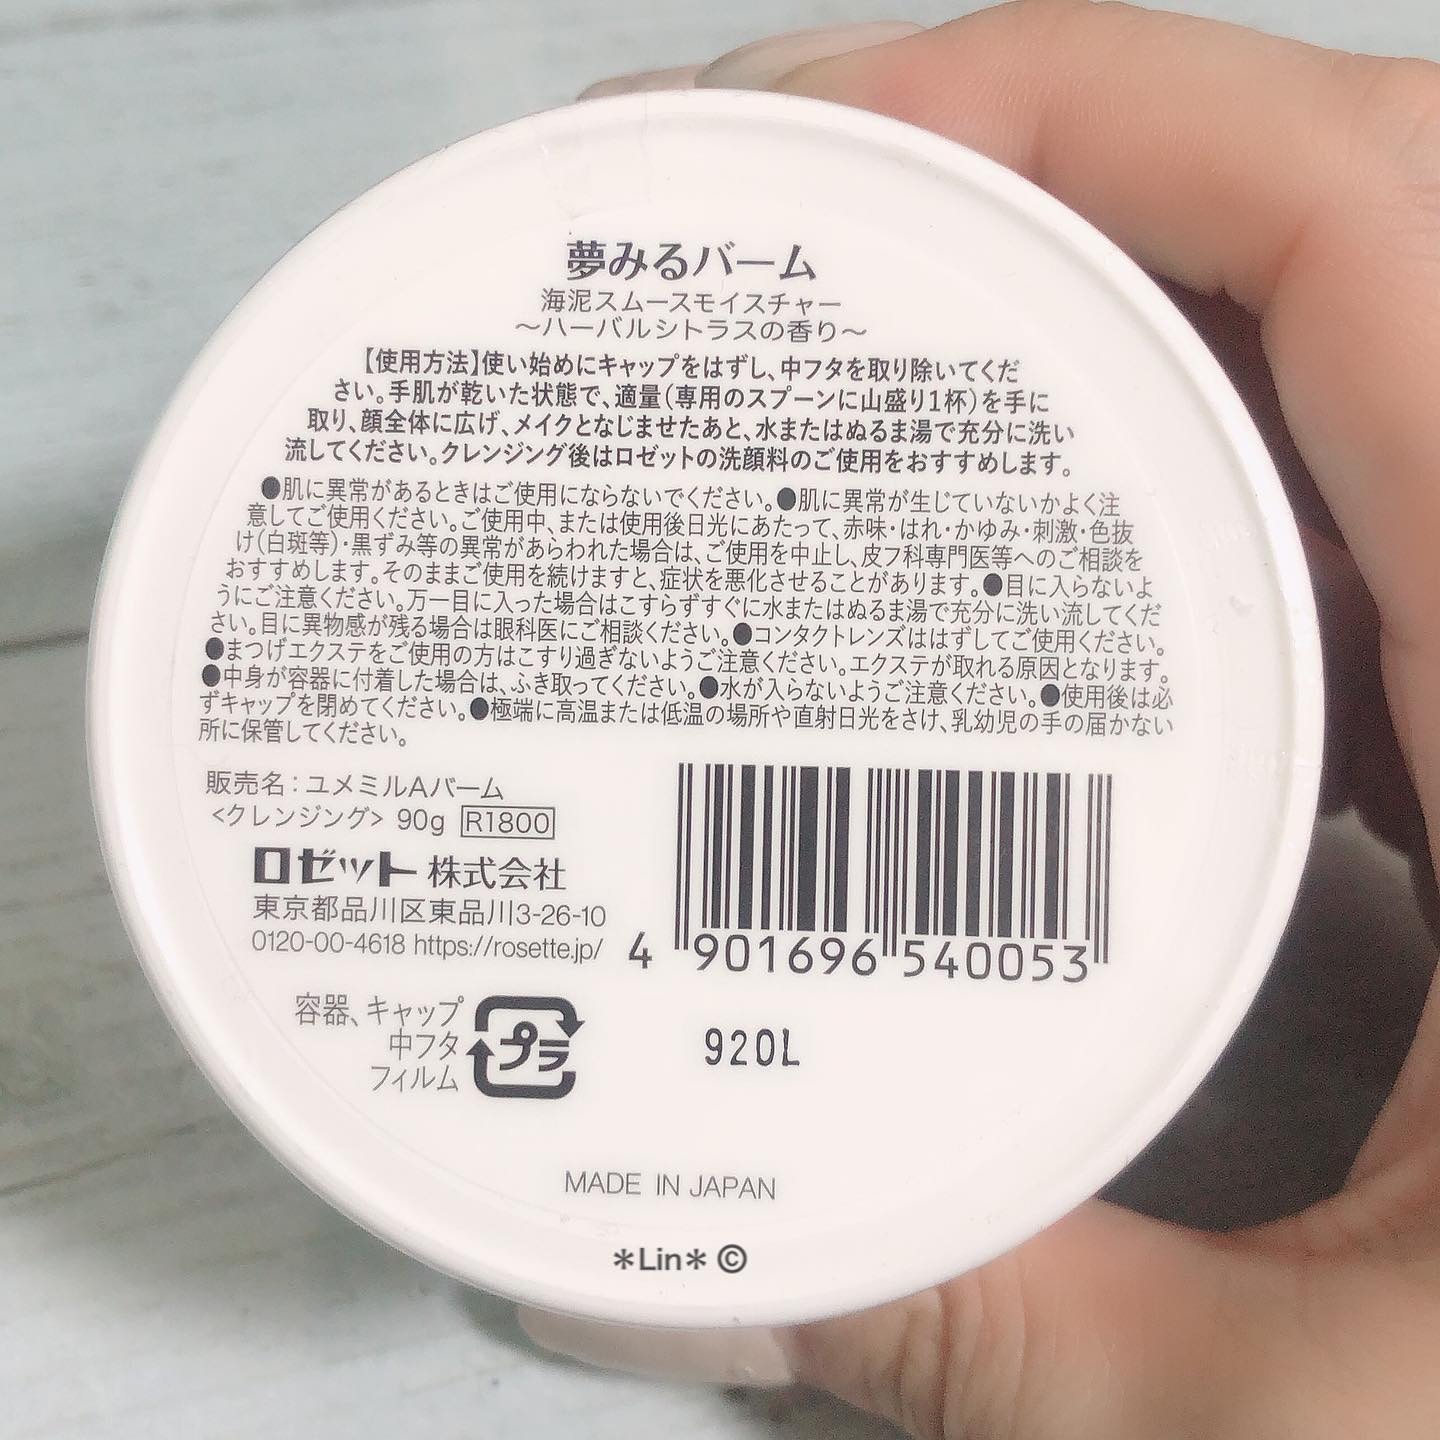 夢みるバーム
海泥スムースモイスチャー
～ハーバルシトラスの香り～
【使用方法】使い始めにキャップをはずし、中フタを取り除いてくだ
さい。手肌が乾いた状態で、適量(専用のスプーンに山盛り1杯)を手に
取り、顔全体に広げ、メイクとなじませたあと、水またはぬるま湯で充分に洗い
流してください。クレンジング後はロゼットの洗顔料のご使用をおすすめします。
●肌に異常があるときはご使用にならないでください。●肌に異常が生じていないかよく注
意してご使用ください。ご使用中、または使用後日光にあたって、赤味・はれ・かゆみ・刺激・色抜
け(白斑等)・黒ずみ等の異常があらわれた場合は、ご使用を中止し、皮フ科専門医等へのご相談を
おすすめします。そのままご使用を続けますと、症状を悪化させることがあります。●目に入らないよ
うにご注意ください。万一目に入った場合はこすらずすぐに水またはぬるま湯で充分に洗い流してくだ
さい。目に異物感が残る場合は眼科医にご相談ください。●コンタクトレンズははずしてご使用ください。
●まつげエクステをご使用の方はこすり過ぎないようご注意ください。エクステが取れる原因となります。
●中身が容器に付着した場合は、ふき取ってください。●水が入らないようご注意ください。●使用後は必
ずキャップを閉めてください。●極端に高温または低温の場所や直射日光をさけ、乳幼児の手の届かない
所に保管してください。
販売名：ユメミルAバーム
<クレンジング> 90g R1800
ロゼット株式会社
東京都品川区東品川3-26-10
0120-00-4618 https://rosette.jp/
4 901696 540053
容器、キャップ
中フタ
フィルム
プラ
920L
MADE IN JAPAN
＊Lin＊ ©